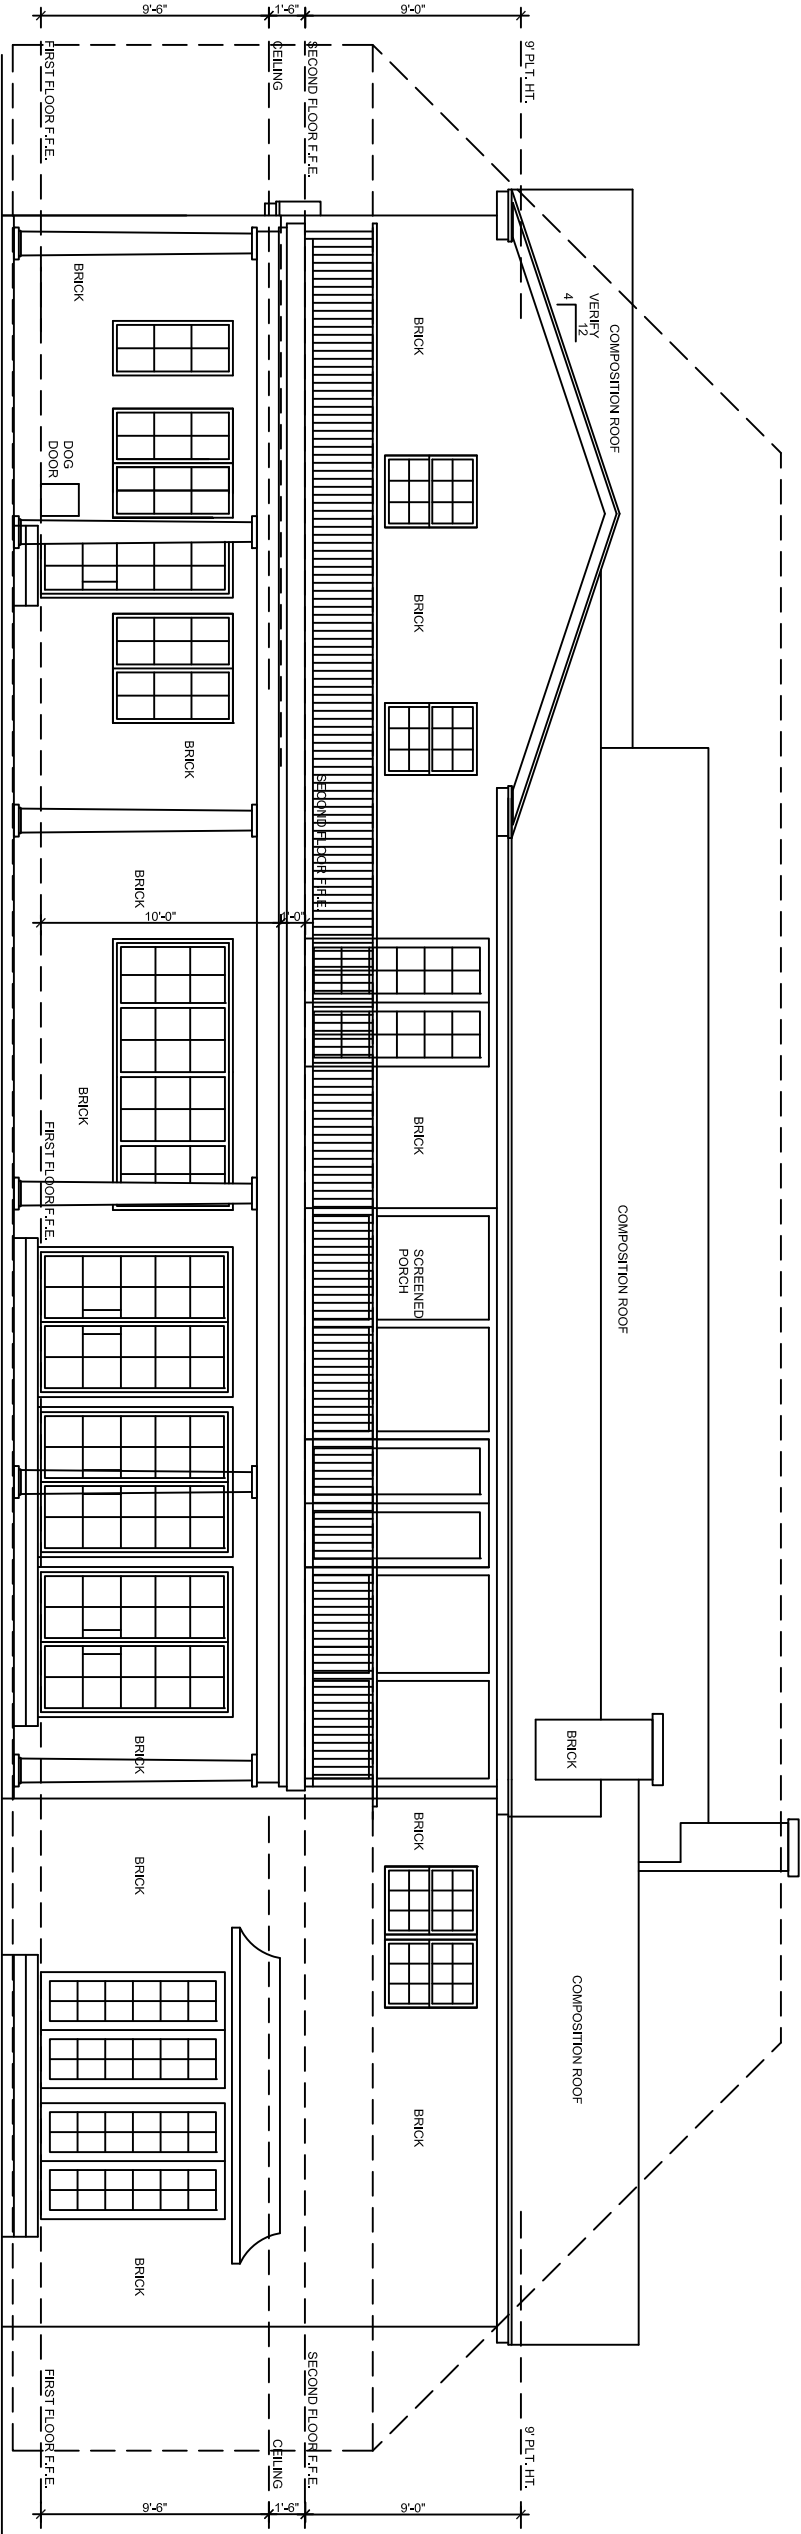 9' PLT. HT.
9'-0"
SECOND FLOOR F.F.E.
1'-6"
CEILING
9'-6"
FIRST FLOOR F.F.E.
COMPOSITION ROOF
VERIFY
12
4
BRICK
BRICK
DOG
DOOR
BRICK
BRICK
BRICK
SECOND FLOOR F.F.E.
1'-0"
10'-0"
BRICK
BRICK
FIRST FLOOR F.F.E.
BRICK
COMPOSITION ROOF
SCREENED
PORCH
BRICK
BRICK
BRICK
BRICK
COMPOSITION ROOF
BRICK
BRICK
9' PLT. HT.
9'-0"
SECOND FLOOR F.F.E.
1'-6"
CEILING
9'-6"
FIRST FLOOR F.F.E.